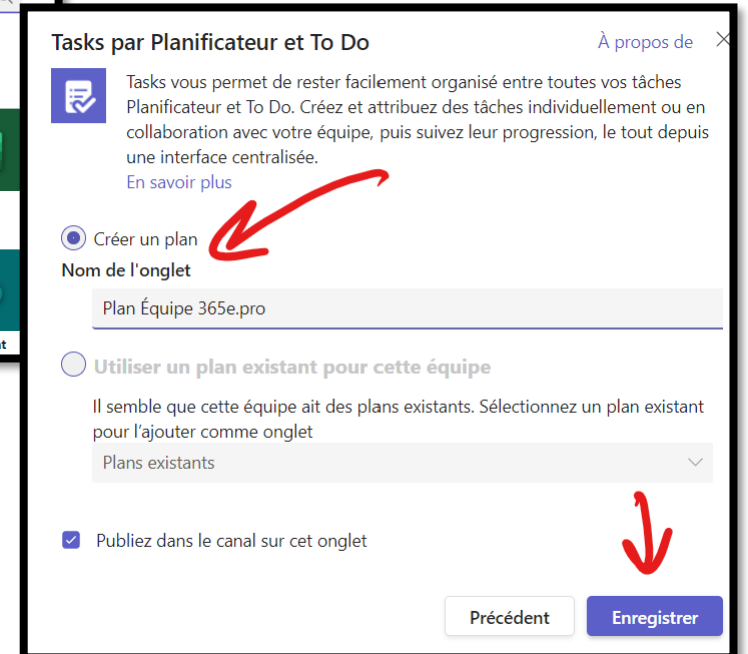 Tasks par Planificateur et To Do
À propos de
Tasks vous permet de rester facilement organisé entre toutes vos tâches
Planificateur et To Do. Créez et attribuez des tâches individuellement ou en
collaboration avec votre équipe, puis suivez leur progression, le tout depuis
une interface centralisée.
En savoir plus
Créer un plan
Nom de l'onglet
Plan Équipe 365e.pro
Utiliser un plan existant pour cette équipe
Il semble que cette équipe ait des plans existants. Sélectionnez un plan existant
pour l'ajouter comme onglet
Plans existants
Publiez dans le canal sur cet onglet
Précédent
Enregistrer